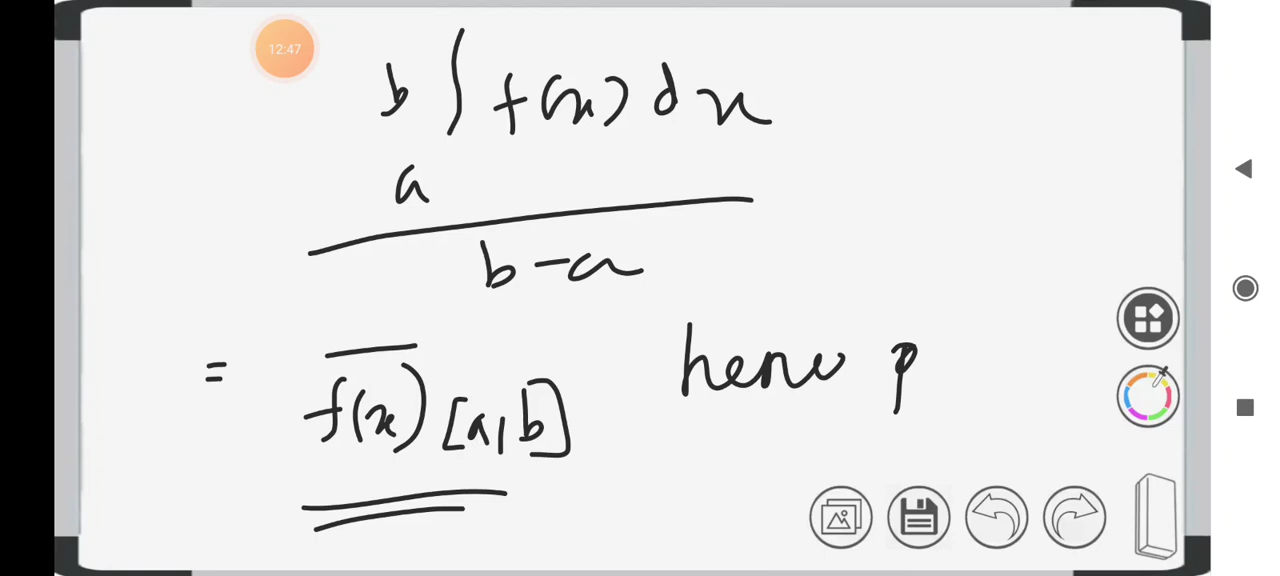 12:47
b ∫ f(x) dx
a
b - a
= f(x) [a, b] hence p